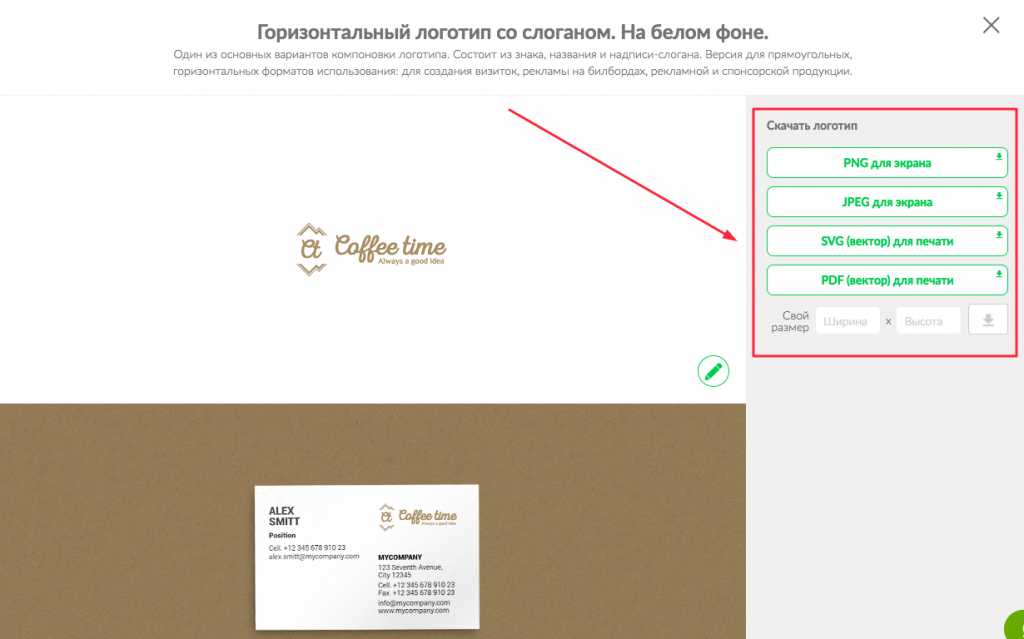 Горизонтальный логотип со слоганом. На белом фоне.
Один из основных вариантов компоновки логотипа. Состоит из знака, названия и надписи-слогана. Версия для прямоугольных,
горизонтальных форматов использования: для создания визиток, рекламы на билбордах, рекламной и спонсорской продукции.
Ct
Coffee time
Always a good idea
Скачать логотип
PNG для экрана
JPEG для экрана
SVG (вектор) для печати
PDF (вектор) для печати
Свой
размер
Ширина x Высота
ALEX
SMITT
Position
Cell. +12 345 678 910 23
alex.smitt@mycompany.com
Ct
Coffee time
Always a good idea
MYCOMPANY
123 Seventh Avenue,
City 12345
Cell. +12 345 678 910 23
Fax +12 345 678 910 23
info@mycompany.com
www.mycompany.com